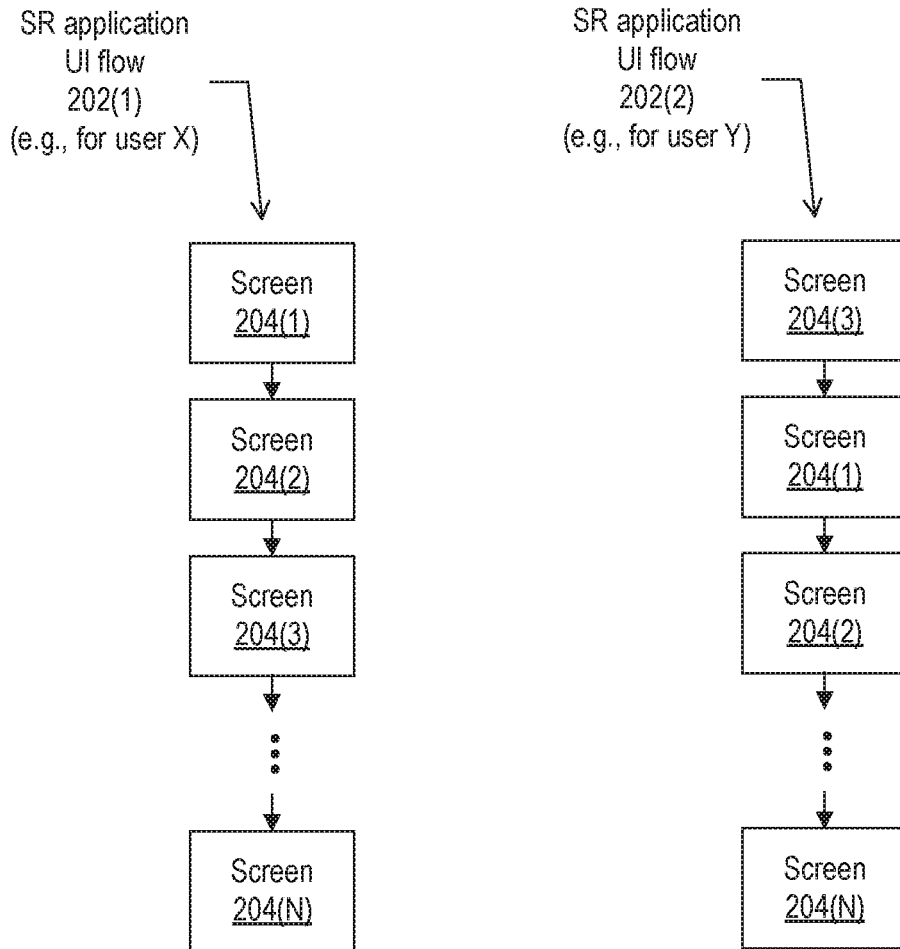 SR application
UI flow
202(1)
(e.g., for user X)
Screen
204(1)
Screen
204(2)
Screen
204(3)
Screen
204(N)
SR application
UI flow
202(2)
(e.g., for user Y)
Screen
204(3)
Screen
204(1)
Screen
204(2)
Screen
204(N)